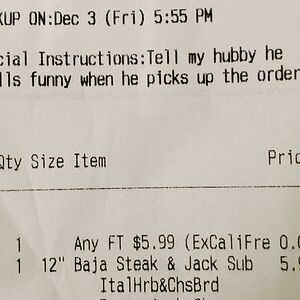 KUP ON:Dec 3 (Fri) 5:55 PM
cial Instructions:Tell my hubby he
lls funny when he picks up the order
Qty Size Item Pric
1 Any FT $5.99 (ExCaliFre 0.0
1 12" Baja Steak & Jack Sub 5.9
ItalHrb&ChsBrd